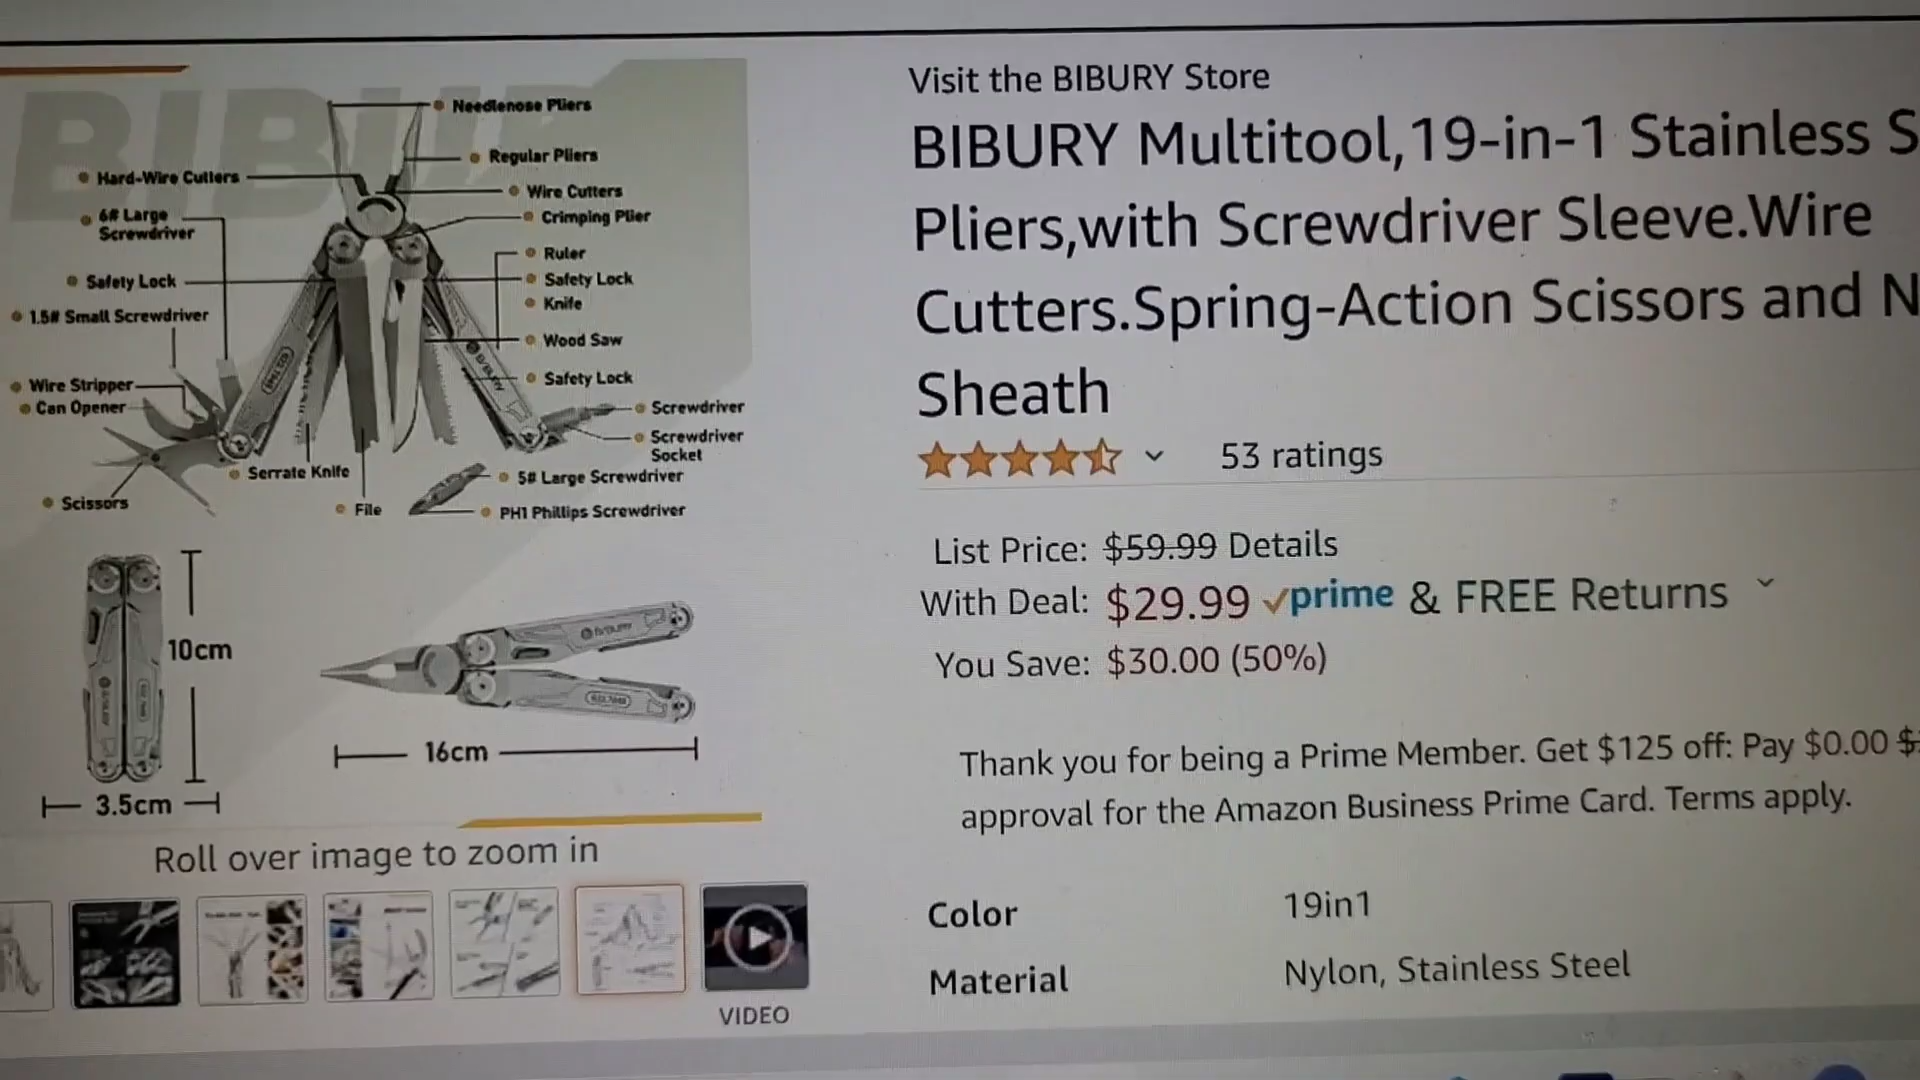 BIBU
Needlenose Pliers
Regular Pliers
Hard-Wire Cutters
Wire Cutters
6# Large
Screwdriver
Crimping Plier
Ruler
Safety Lock
Safety Lock
Knife
1.5# Small Screwdriver
Wood Saw
Safety Lock
Wire Stripper
Can Opener
Screwdriver
Screwdriver
Socket
Serrate Knife
5# Large Screwdriver
Scissors
File
PH1 Phillips Screwdriver
BIBURY
10cm
BIBURY
16cm
3.5cm
Roll over image to zoom in
VIDEO
Visit the BIBURY Store
BIBURY Multitool,19-in-1 Stainless S
Pliers,with Screwdriver Sleeve.Wire
Cutters.Spring-Action Scissors and N
Sheath
53 ratings
List Price: $59.99 Details
With Deal: $29.99 prime & FREE Returns
You Save: $30.00 (50%)
Thank you for being a Prime Member. Get $125 off: Pay $0.00 $
approval for the Amazon Business Prime Card. Terms apply.
Color 19in1
Material Nylon, Stainless Steel